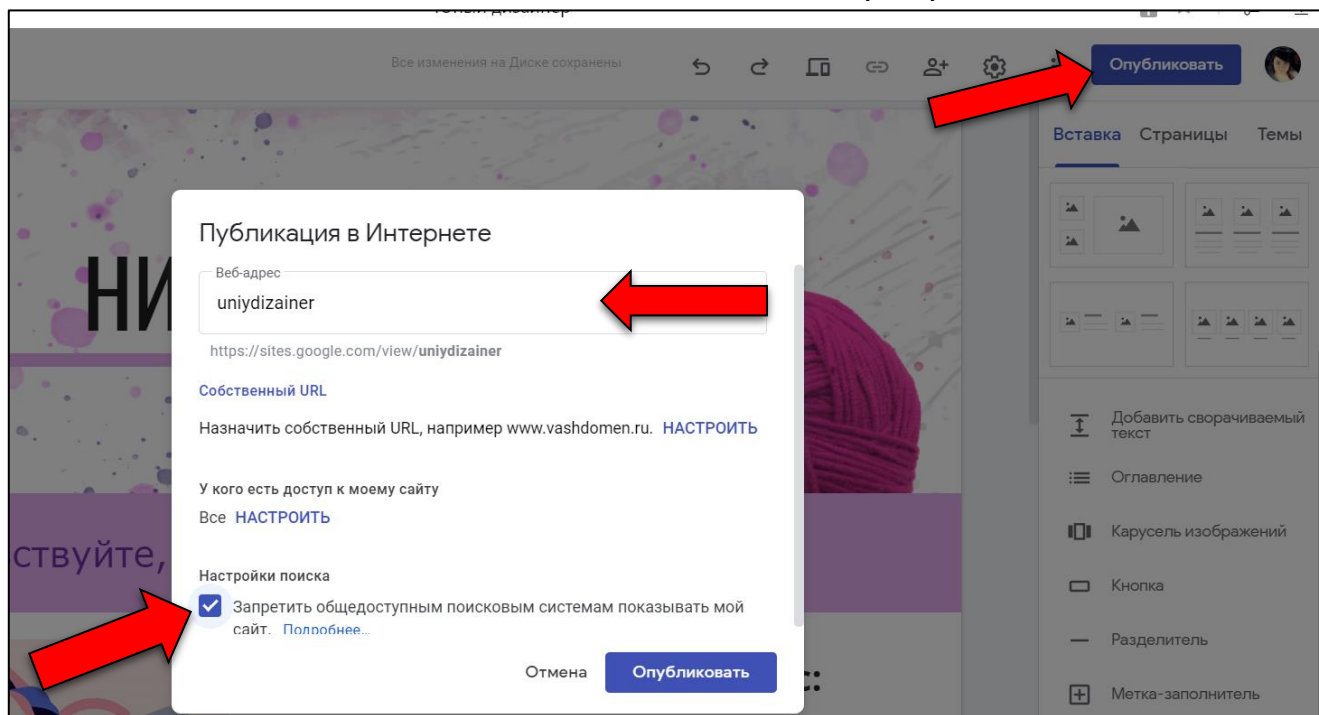 Юный дизайнер
Все изменения на Диске сохранены
Опубликовать
Вставка Страницы Темы
НИ
Публикация в Интернете
Веб-адрес
uniydizainer
https://sites.google.com/view/uniydizainer
Собственный URL
Назначить собственный URL, например www.vashdomen.ru. НАСТРОИТЬ
У кого есть доступ к моему сайту
Все НАСТРОИТЬ
ствуйте,
Настройки поиска
Запретить общедоступным поисковым системам показывать мой
сайт. Подробнее...
Отмена Опубликовать
с:
Добавить сворачиваемый
текст
Оглавление
Карусель изображений
Кнопка
Разделитель
Метка-заполнитель